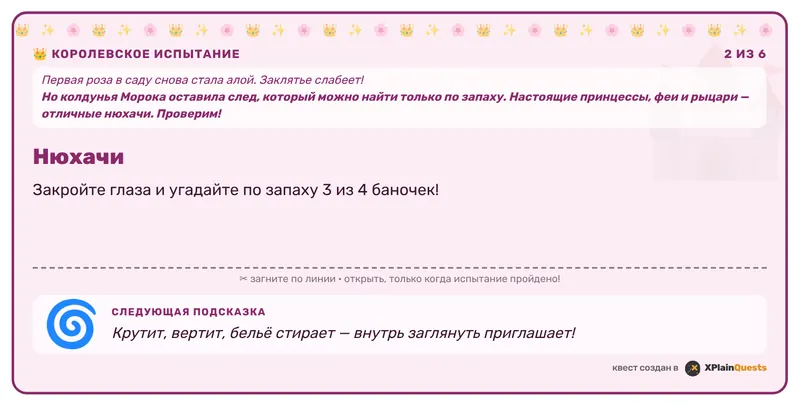 👑 КОРОЛЕВСКОЕ ИСПЫТАНИЕ 2 ИЗ 6
Первая роза в саду снова стала алой. Заклятье слабеет!
Но колдунья Морока оставила след, который можно найти только по запаху. Настоящие принцессы, феи и рыцари —
отличные нюхачи. Проверим!
Нюхачи
Закройте глаза и угадайте по запаху 3 из 4 баночек!
✂ загните по линии • открыть, только когда испытание пройдено!
СЛЕДУЮЩАЯ ПОДСКАЗКА
Крутит, вертит, бельё стирает — внутрь заглянуть приглашает!
квест создан в XPlainQuests